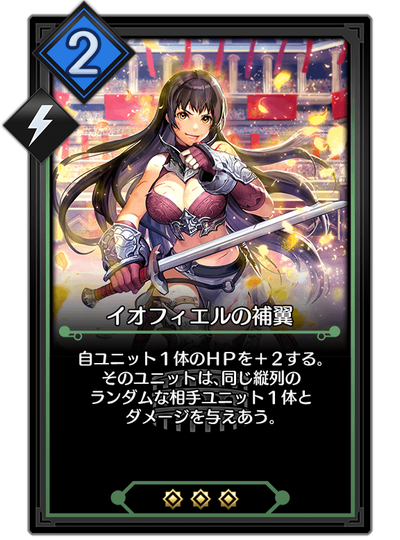 2
イオフィエルの補翼
自ユニット１体のＨＰを＋２する。
そのユニットは、同じ縦列の
ランダムな相手ユニット１体と
ダメージを与えあう。